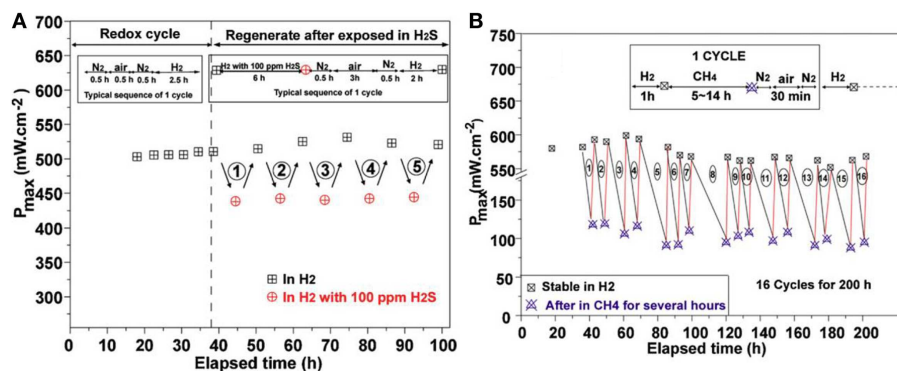 A
Redox cycle
Regenerate after exposed in H2S
N2 air N2 H2
0.5 h 0.5 h 0.5 h 2.5 h
Typical sequence of 1 cycle
H2 with 100 ppm H2S N2 air N2 H2
6 h 0.5 h 3h 0.5 h 2 h
Typical sequence of 1 cycle
700
650
600
550
500
450
400
350
300
Pmax (mW.cm-2)
1 2 3 4 5
In H2
In H2 with 100 ppm H2S
0 10 20 30 40 50 60 70 80 90 100
Elapsed time (h)
B
1 CYCLE
H2 CH4 N2 air N2 H2
1h 5~14 h 30 min
750
700
650
600
550
150
100
50
0
Pmax (mW.cm-2)
1 2 3 4 5 6 7 8 9 10 11 12 13 14 15 16
Stable in H2
After in CH4 for several hours
16 Cycles for 200 h
0 20 40 60 80 100 120 140 160 180 200
Elapsed time (h)